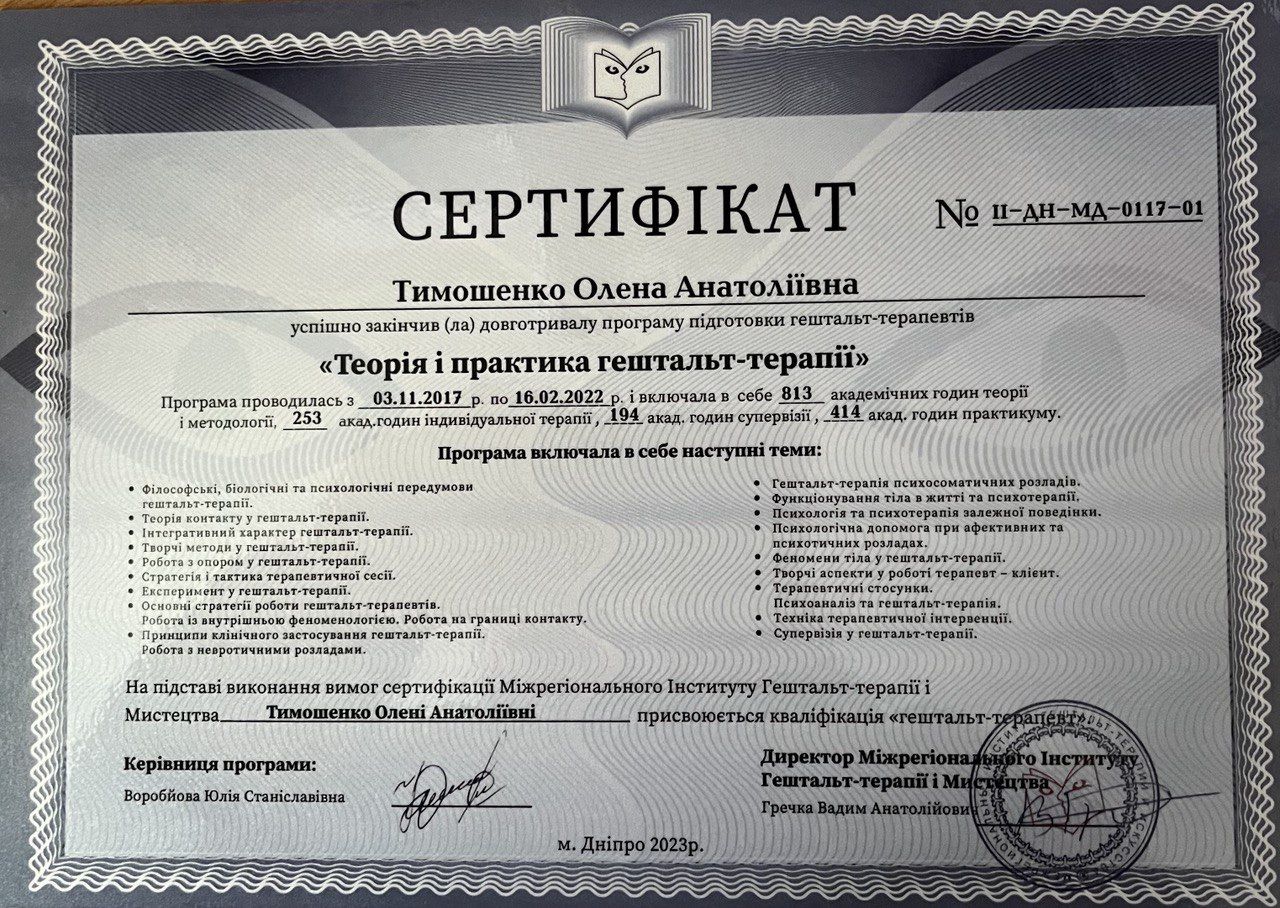 СЕРТИФІКАТ
№ II-ДН-МД-0117-01
Тимошенко Олена Анатоліївна
успішно закінчив (ла) довготривалу програму підготовки гештальт-терапевтів
«Теорія і практика гештальт-терапії»
Програма проводилась з 03.11.2017 р. по 16.02.2022 р. і включала в себе 813 академічних годин теорії
і методології, 253 акад.годин індивідуальної терапії , 194 акад. годин супервізії , 414 акад. годин практикуму.
Програма включала в себе наступні теми:
• Філософські, біологічні та психологічні передумови
гештальт-терапії.
• Теорія контакту у гештальт-терапії.
• Інтегративний характер гештальт-терапії.
• Творчі методи у гештальт-терапії.
• Робота з опором у гештальт-терапії.
• Стратегія і тактика терапевтичної сесії.
• Експеримент у гештальт-терапії.
• Основні стратегії роботи гештальт-терапевтів.
Робота із внутрішньою феноменологією. Робота на границі контакту.
• Принципи клінічного застосування гештальт-терапії.
Робота з невротичними розладами.
• Гештальт-терапія психосоматичних розладів.
• Функціонування тіла в житті та психотерапії.
• Психологія та психотерапія залежної поведінки.
• Психологічна допомога при афективних та
психотичних розладах.
• Феномени тіла у гештальт-терапії.
• Творчі аспекти у роботі терапевт – клієнт.
• Терапевтичні стосунки.
Психоаналіз та гештальт-терапія.
• Техніка терапевтичної інтервенції.
• Супервізія у гештальт-терапії.
На підставі виконання вимог сертифікації Міжрегіонального Інституту Гештальт-терапії і
Мистецтва Тимошенко Олені Анатоліївні присвоюється кваліфікація «гештальт-терапевт»
Керівниця програми:
Воробйова Юлія Станіславівна
Директор Міжрегіонального Інституту
Гештальт-терапії і Мистецтва
Гречка Вадим Анатолійович
м. Дніпро 2023р.